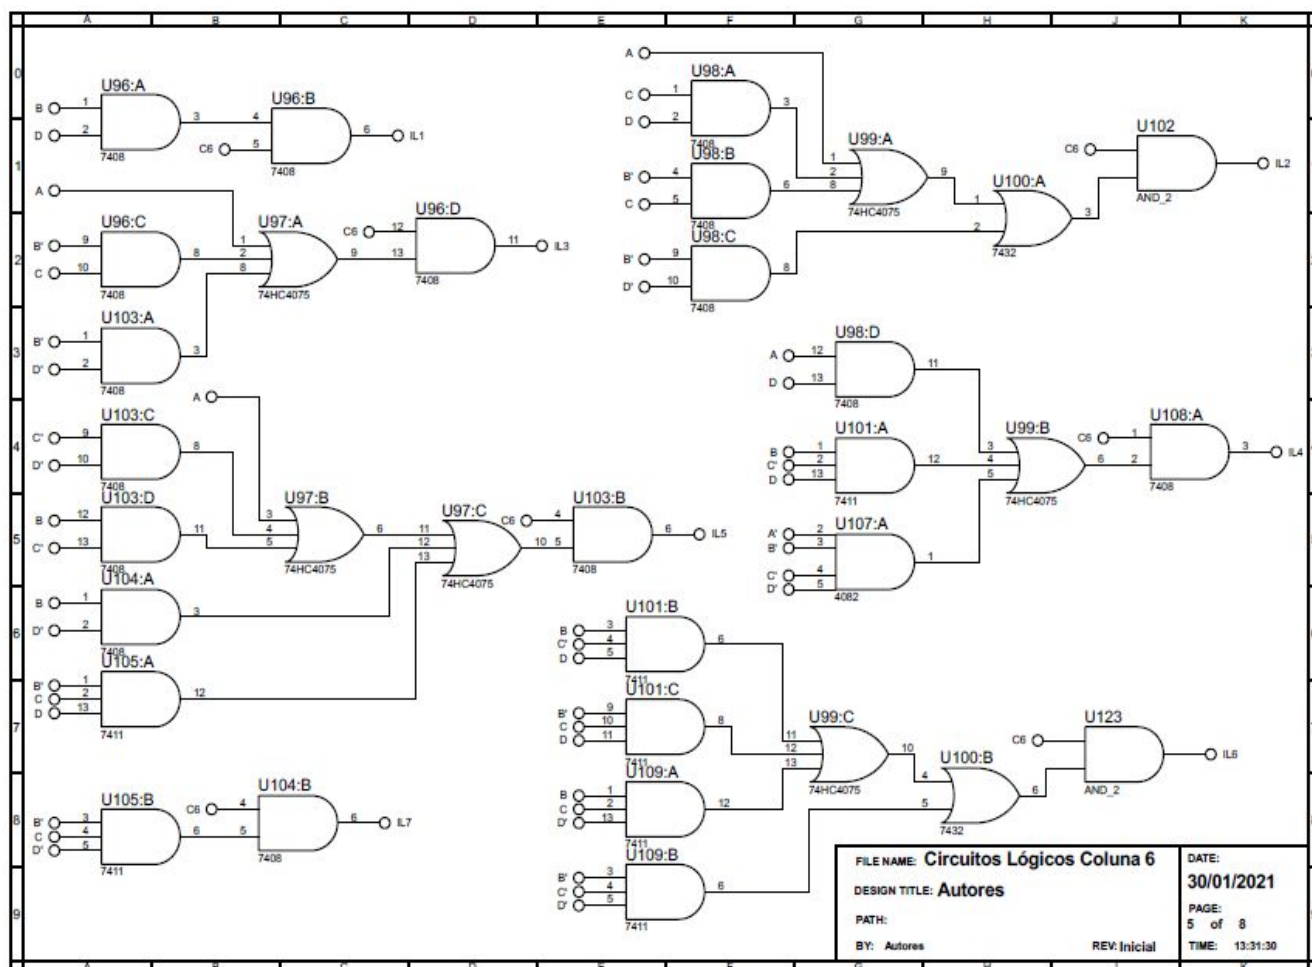 A B C D E F G H J K
0
1
2
3
4
5
6
7
8
9
U96:A
B 1
D 2
3
7408
U96:B
4
C6 5
6 IL1
7408
A
U96:C
B' 9
C 10
8
7408
U97:A
1
2
8
9
74HC4075
U96:D
C6 12
13
11 IL3
7408
U103:A
B' 1
D' 2
3
7408
A
U103:C
C' 9
D' 10
8
7408
U103:D
B 12
C' 13
11
7408
U97:B
3
4
5
6
74HC4075
U97:C
11
12
13
10
74HC4075
U103:B
C6 4
5
6 IL5
7408
U104:A
B 1
D' 2
3
7408
U105:A
B' 1
C 2
D 13
12
7411
U105:B
B' 3
C 4
D' 5
6
7411
U104:B
C6 4
5
6 IL7
7408
A
U98:A
C 1
D 2
3
7408
U98:B
B' 4
C 5
6
7408
U98:C
B' 9
D' 10
8
7408
U99:A
1
2
8
9
74HC4075
U100:A
1
2
3
7432
U102
C6
IL2
AND_2
U98:D
A 12
D 13
11
7408
U101:A
B 1
C' 2
D 13
12
7411
U107:A
A' 2
B' 3
C' 4
D' 5
1
4082
U99:B
3
4
5
6
74HC4075
U108:A
C6 1
2
3 IL4
7408
U101:B
B 3
C' 4
D 5
6
7411
U101:C
B' 9
C 10
D 11
8
7411
U109:A
B 1
C 2
D' 13
12
7411
U109:B
B' 3
C' 4
D' 5
6
7411
U99:C
11
12
13
10
74HC4075
U100:B
4
5
6
7432
U123
C6
IL6
AND_2
FILE NAME: Circuitos Lógicos Coluna 6
DESIGN TITLE: Autores
PATH:
BY: Autores REV: Inicial
DATE:
30/01/2021
PAGE:
5 of 8
TIME: 13:31:30
A B C D E F G H J K